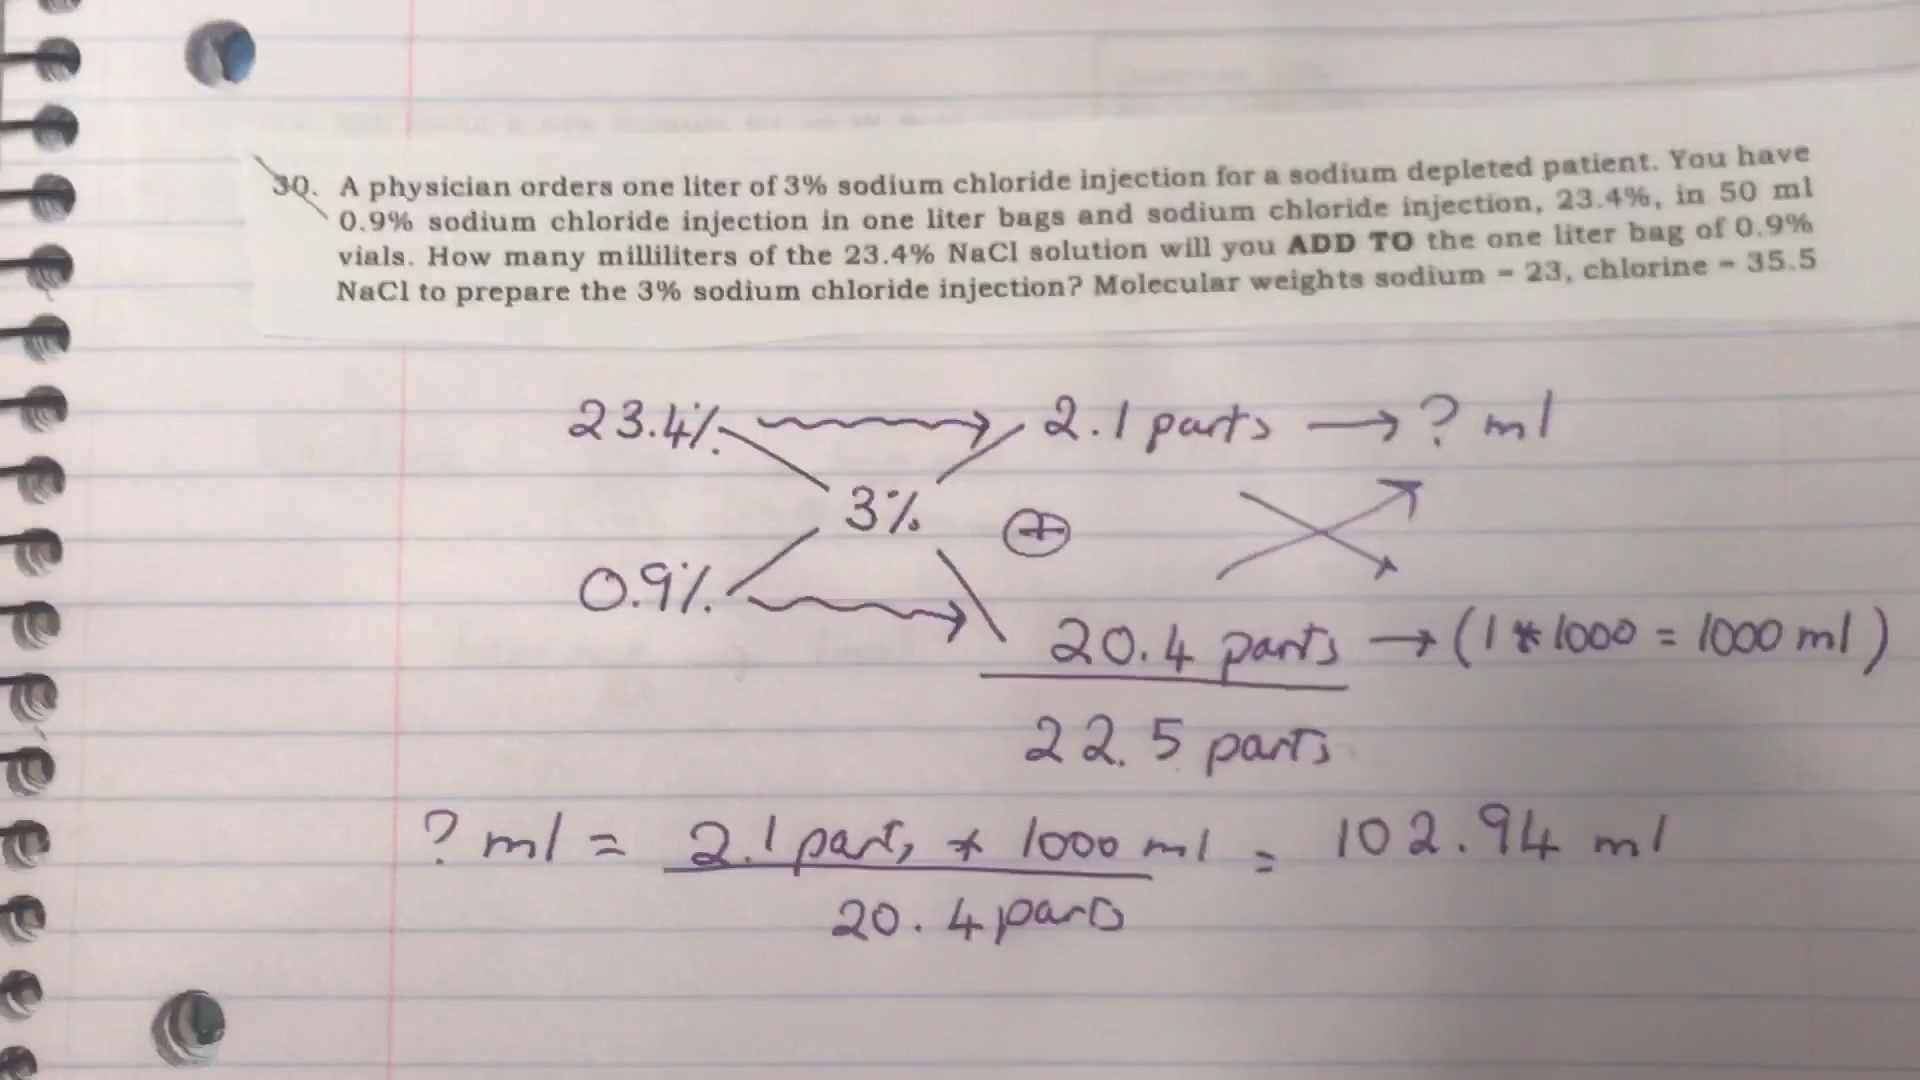 30. A physician orders one liter of 3% sodium chloride injection for a sodium depleted patient. You have
0.9% sodium chloride injection in one liter bags and sodium chloride injection, 23.4%, in 50 ml
vials. How many milliliters of the 23.4% NaCl solution will you ADD TO the one liter bag of 0.9%
NaCl to prepare the 3% sodium chloride injection? Molecular weights sodium = 23, chlorine = 35.5
23.4% → 2.1 parts → ? ml
3% +
0.9% → 20.4 parts → (1 * 1000 = 1000 ml)
22.5 parts
? ml = 2.1 parts * 1000 ml = 102.94 ml
20.4 parts